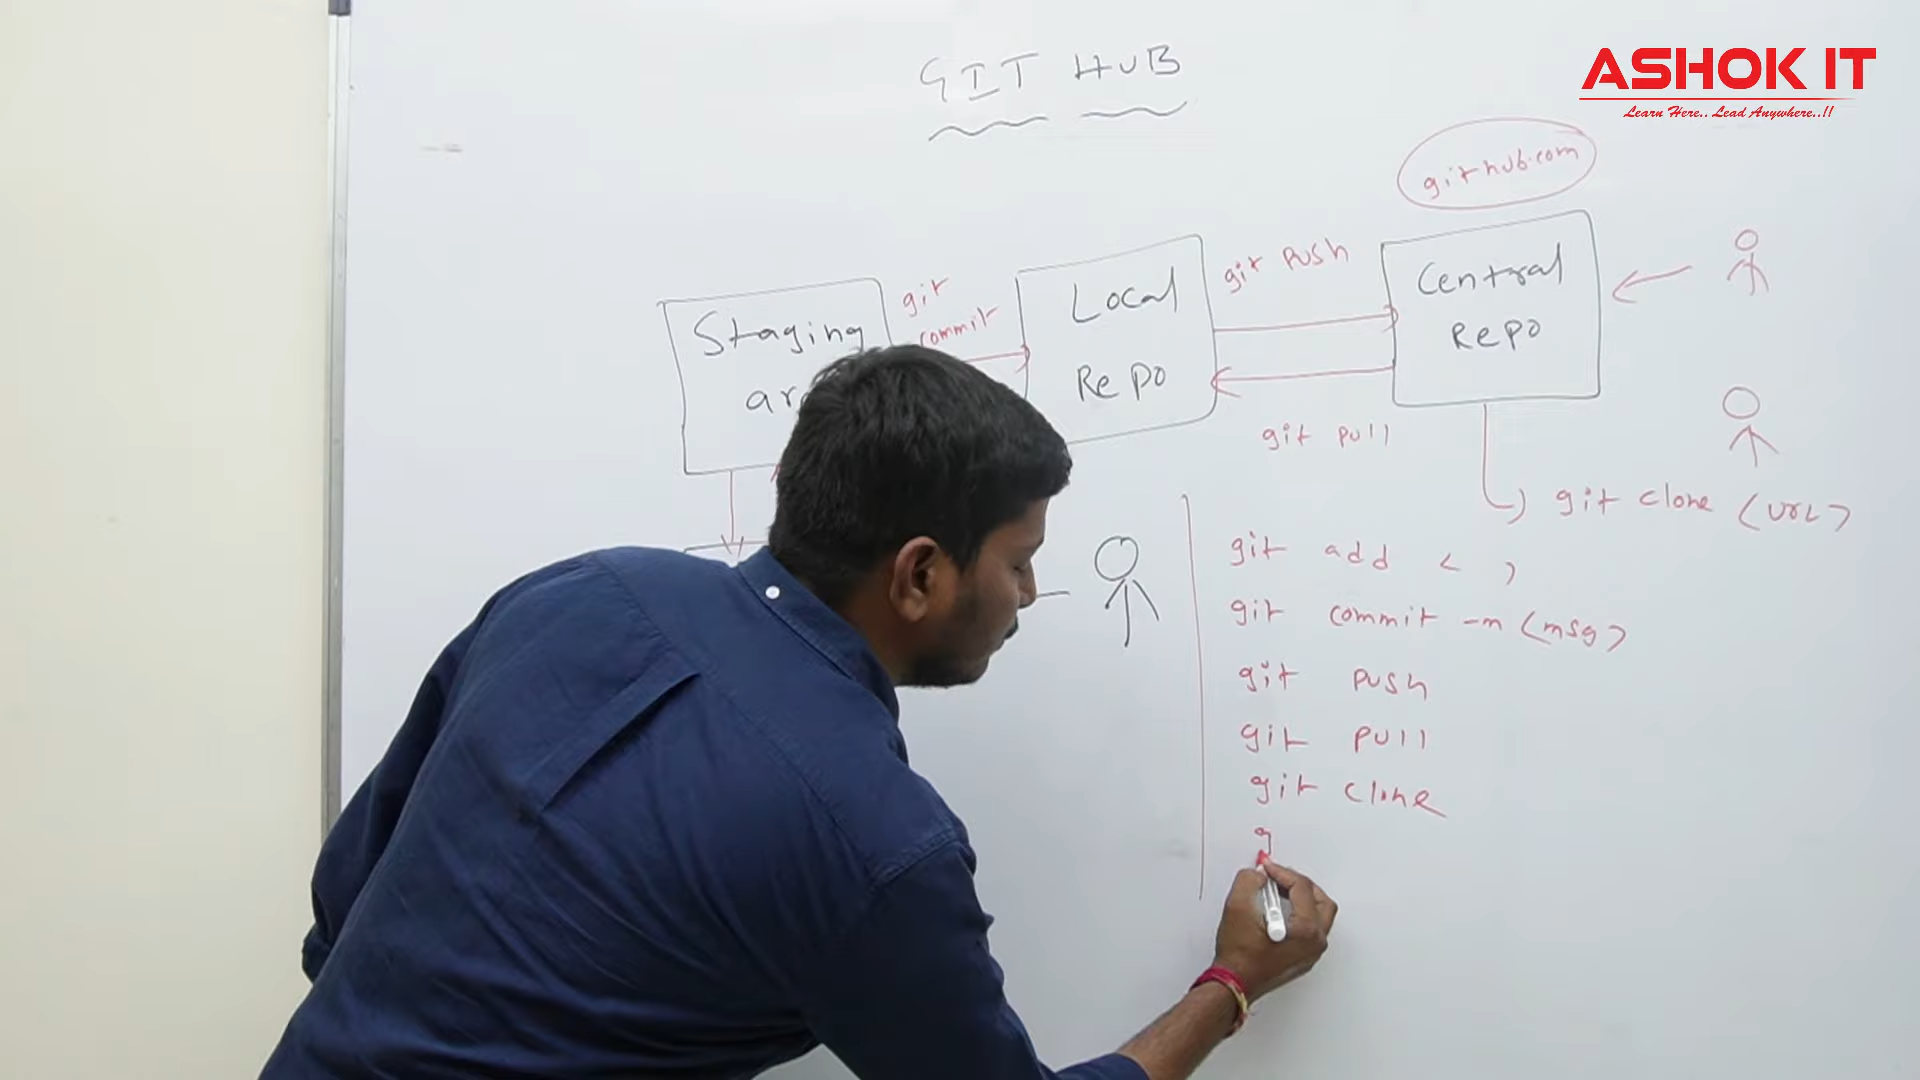 GIT HUB
ASHOK IT
Learn Here.. Lead Anywhere..!!
github.com
Staging
git
commit
Local
Repo
git push
git pull
Central
Repo
git clone <URL>
git add < >
git commit -m <msg>
git push
git pull
git clone
g